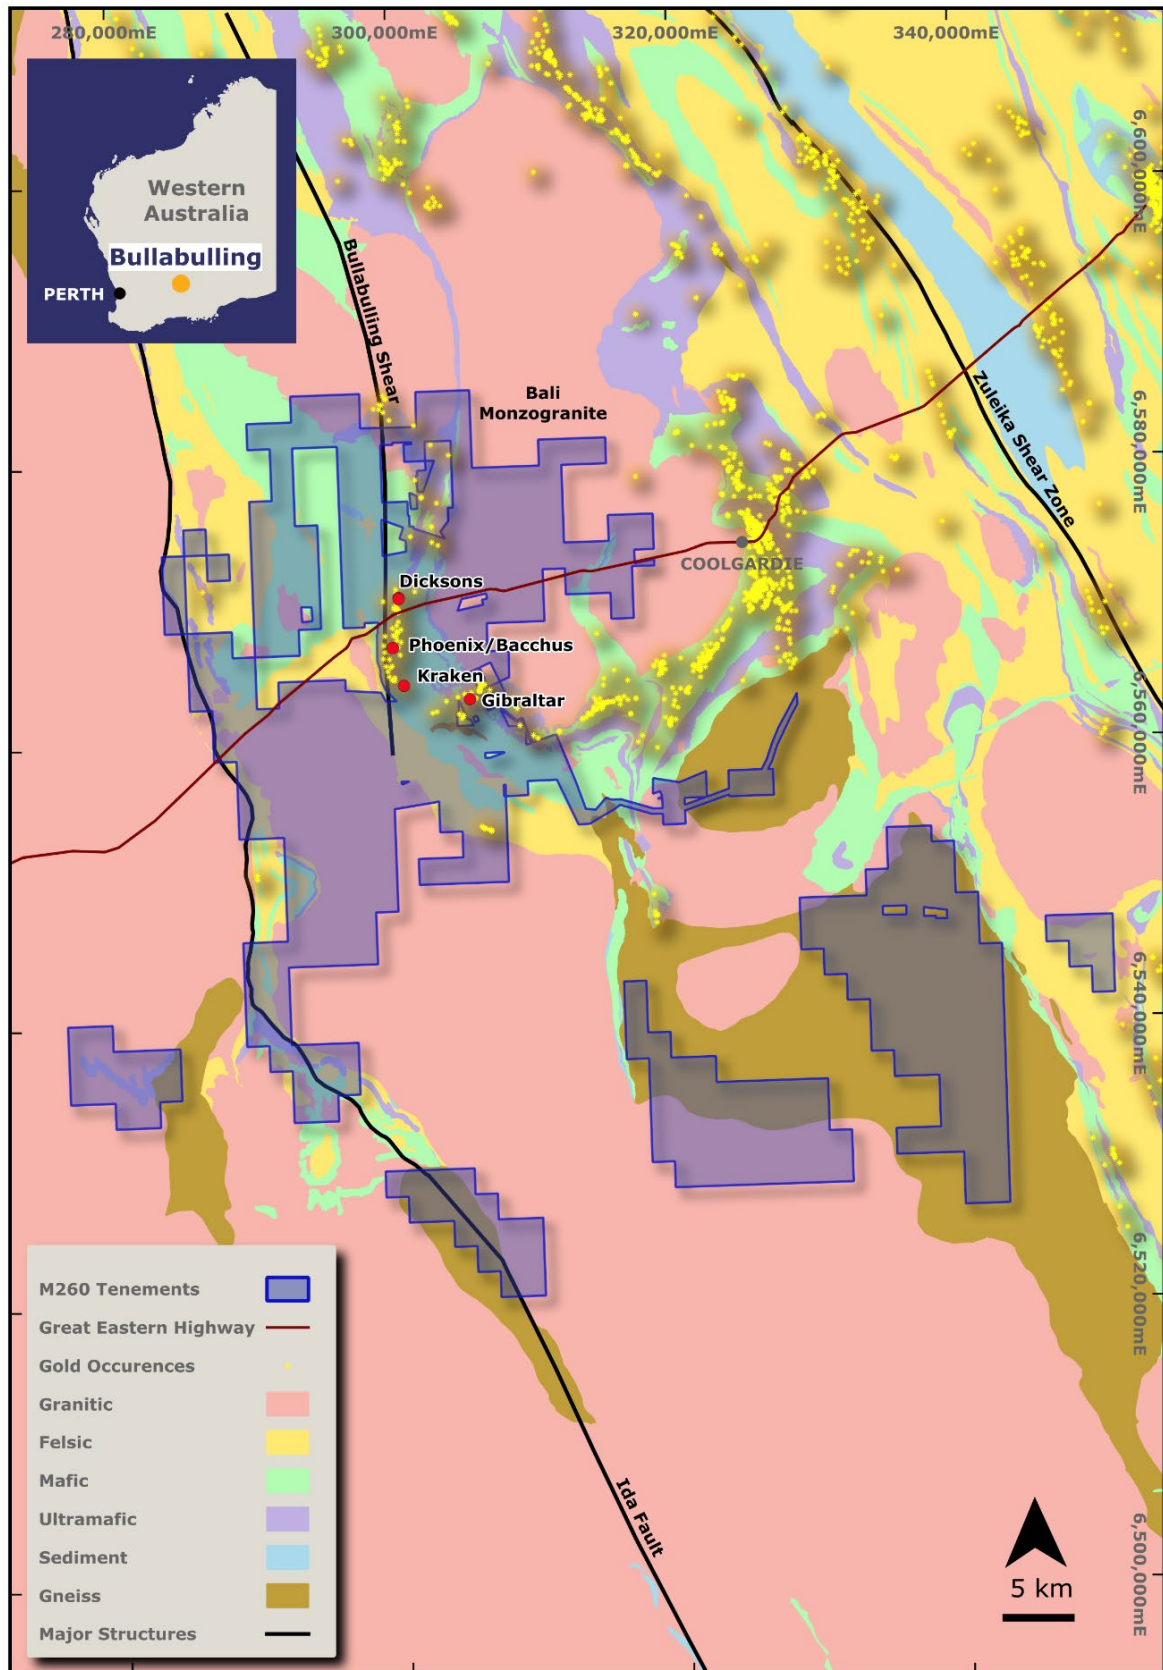 280,000mE
300,000mE
320,000mE
340,000mE
6,600,000mE
Western
Australia
Bullabulling
PERTH
Bullabulling Shear
Bali
Monzogranite
Zuleika Shear Zone
6,580,000mE
COOLGARDIE
Dicksons
Phoenix/Bacchus
Kraken
Gibraltar
6,560,000mE
6,540,000mE
6,520,000mE
M260 Tenements
Great Eastern Highway
Gold Occurences
Granitic
Felsic
Mafic
Ultramafic
Sediment
Gneiss
Major Structures
Ida Fault
6,500,000mE
5 km